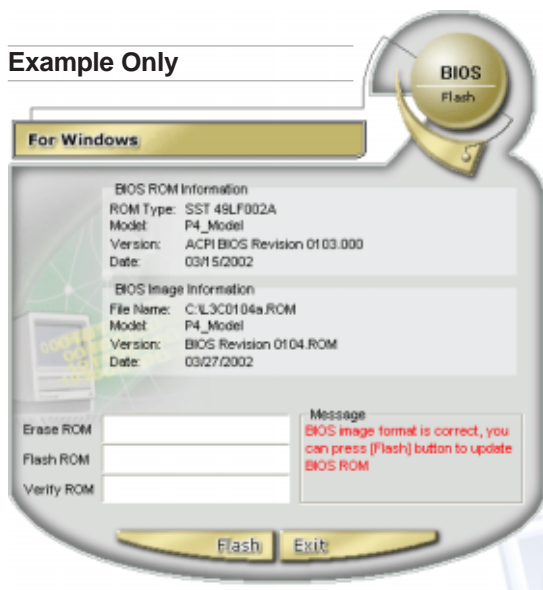 Example Only
BIOS
Flash
For Windows
BIOS ROM Information
ROM Type: SST 49LF002A
Model: P4_Model
Version: ACPI BIOS Revision 0103.000
Date: 03/15/2002
BIOS Image Information
File Name: C:\L3C0104a.ROM
Model: P4_Model
Version: BIOS Revision 0104.ROM
Date: 03/27/2002
Erase ROM
Flash ROM
Verify ROM
Message
BIOS image format is correct, you
can press [Flash] button to update
BIOS ROM
Flash Exit